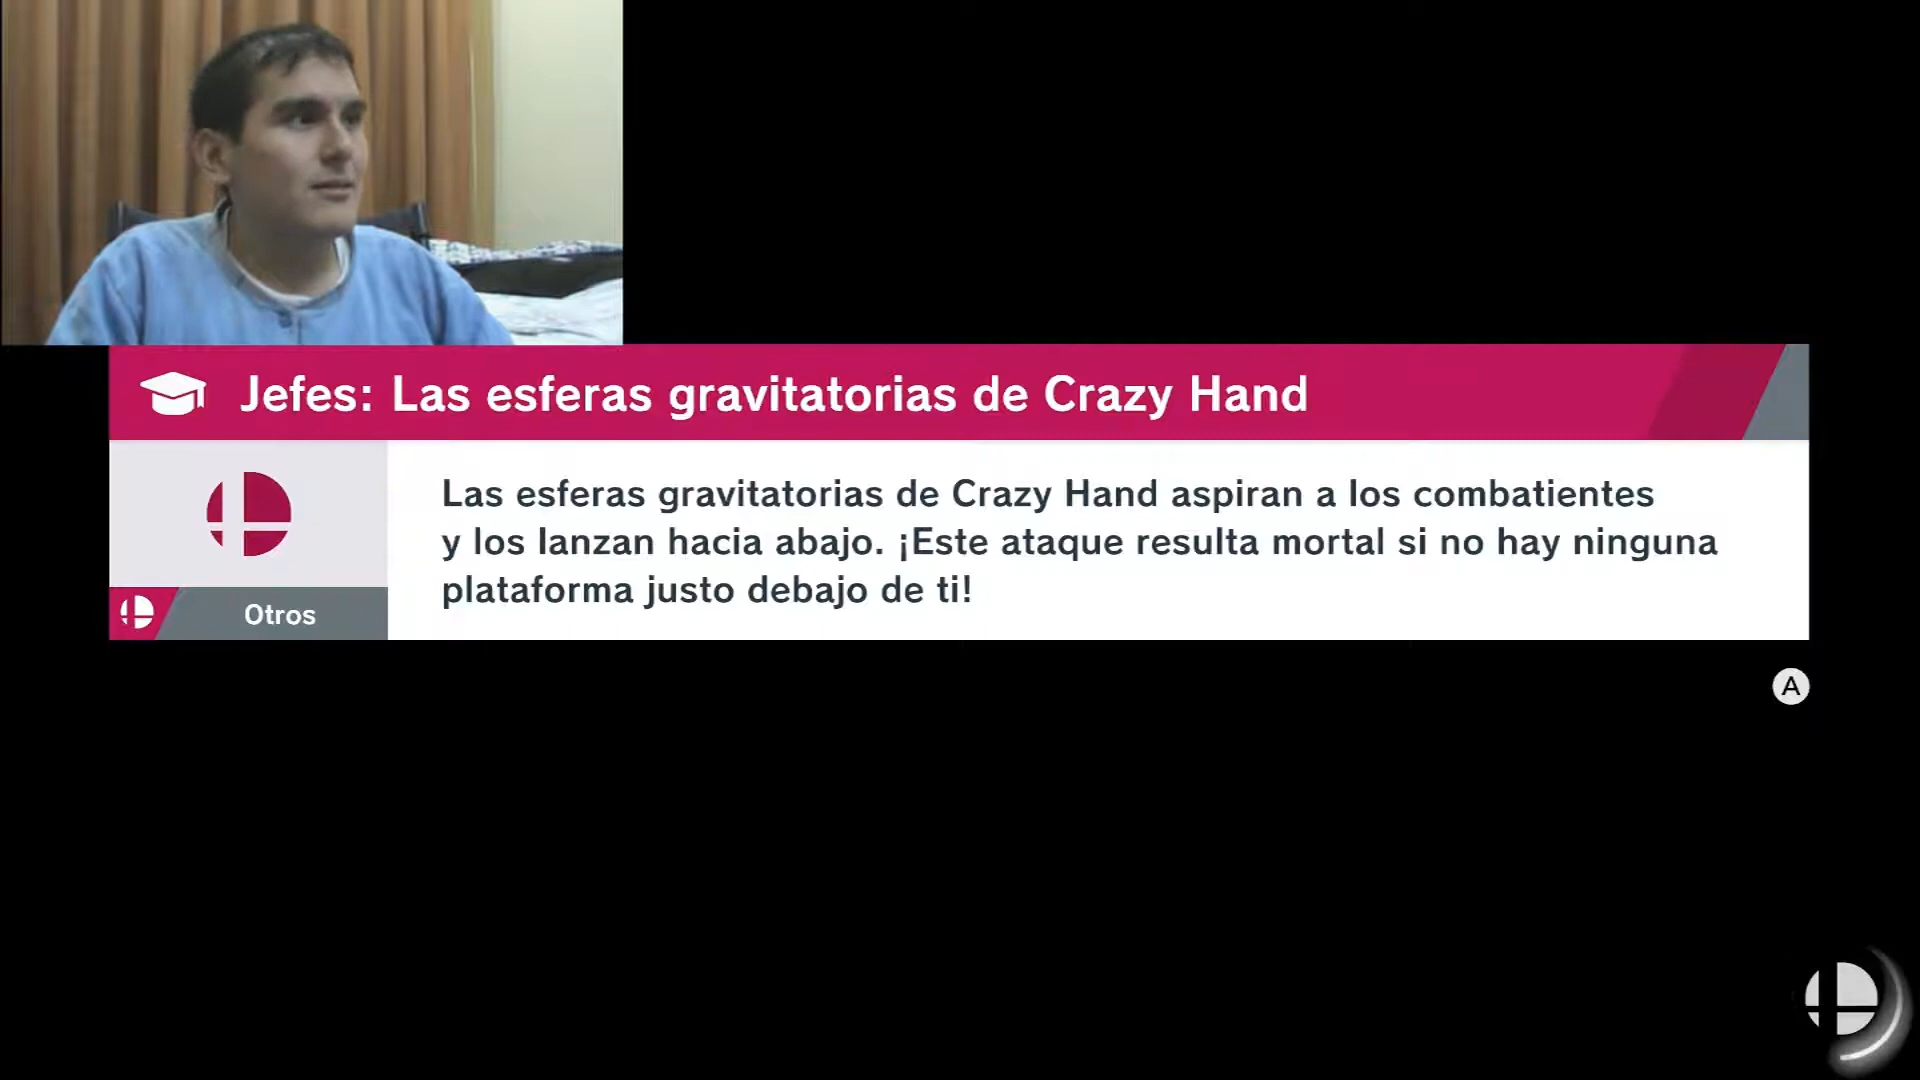 Jefes: Las esferas gravitatorias de Crazy Hand
Las esferas gravitatorias de Crazy Hand aspiran a los combatientes
y los lanzan hacia abajo. ¡Este ataque resulta mortal si no hay ninguna
plataforma justo debajo de ti!
Otros
A